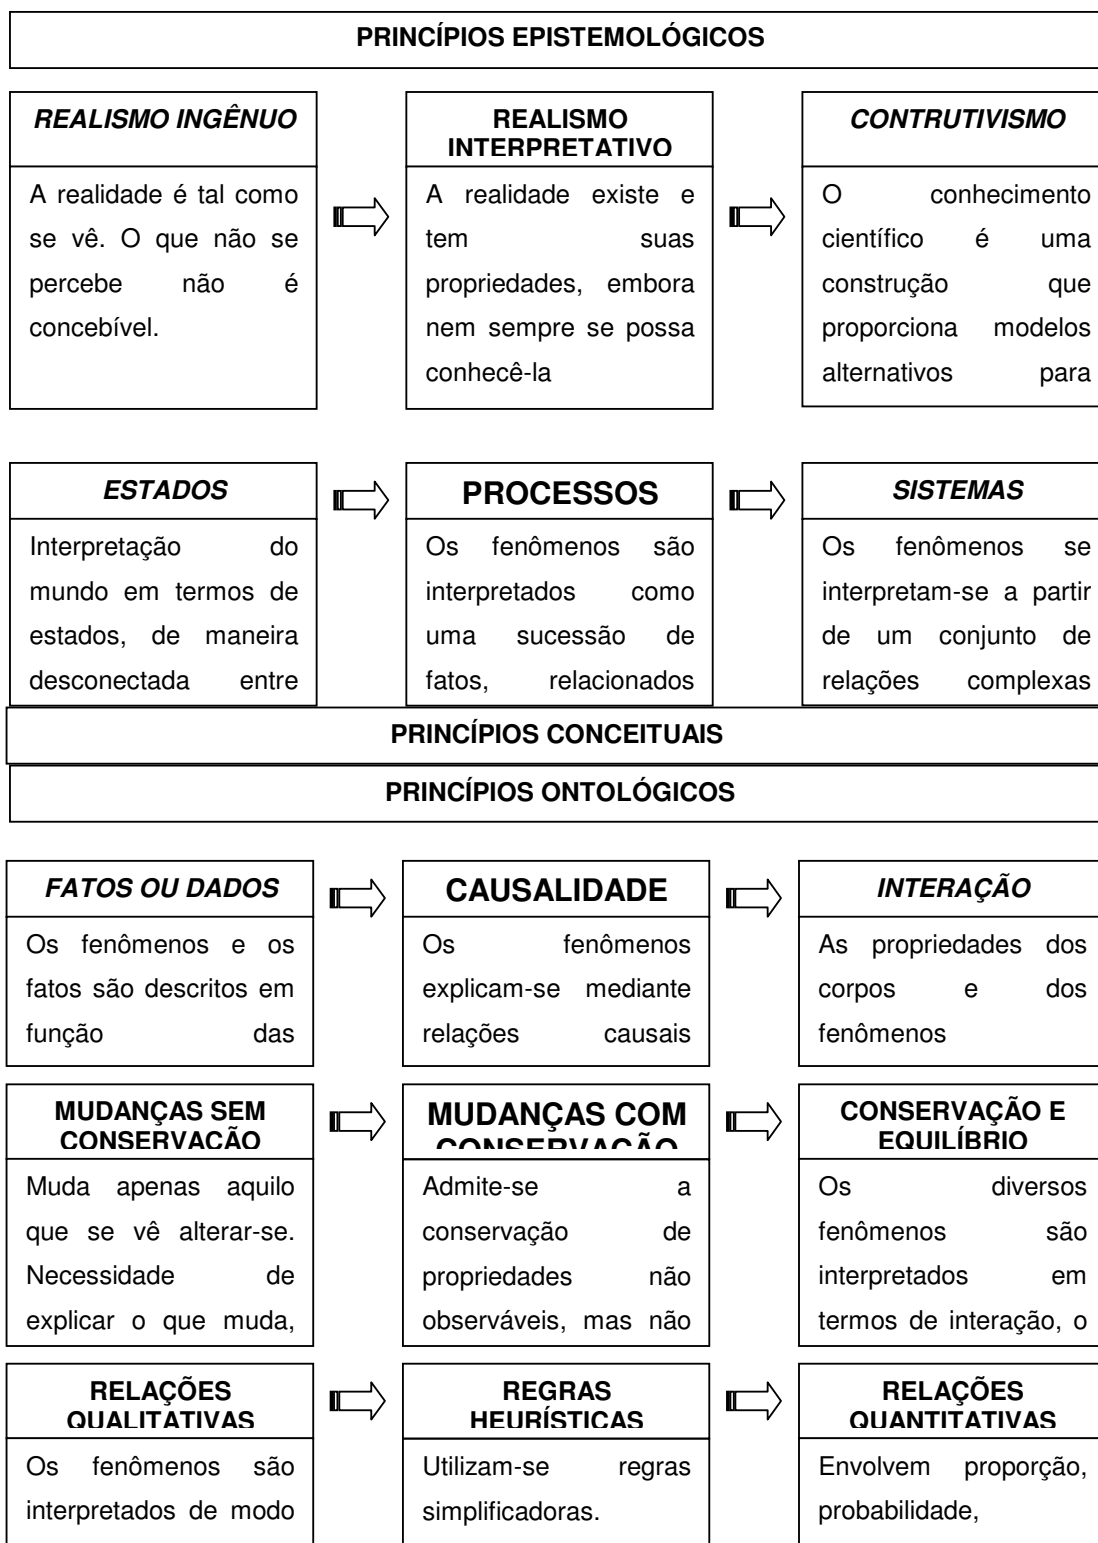 PRINCÍPIOS EPISTEMOLÓGICOS
REALISMO INGÊNUO
A realidade é tal como
se vê. O que não se
percebe não é
concebível.
REALISMO
INTERPRETATIVO
A realidade existe e
tem suas
propriedades, embora
nem sempre se possa
conhecê-la
CONTRUTIVISMO
O conhecimento
científico é uma
construção que
proporciona modelos
alternativos para
ESTADOS
Interpretação do
mundo em termos de
estados, de maneira
desconectada entre
PROCESSOS
Os fenômenos são
interpretados como
uma sucessão de
fatos, relacionados
SISTEMAS
Os fenômenos se
interpretam-se a partir
de um conjunto de
relações complexas
PRINCÍPIOS CONCEITUAIS
PRINCÍPIOS ONTOLÓGICOS
FATOS OU DADOS
Os fenômenos e os
fatos são descritos em
função das
CAUSALIDADE
Os fenômenos
explicam-se mediante
relações causais
INTERAÇÃO
As propriedades dos
corpos e dos
fenômenos
MUDANÇAS SEM
CONSERVAÇÃO
Muda apenas aquilo
que se vê alterar-se.
Necessidade de
explicar o que muda,
MUDANÇAS COM
CONSERVAÇÃO
Admite-se a
conservação de
propriedades não
observáveis, mas não
CONSERVAÇÃO E
EQUILÍBRIO
Os diversos
fenômenos são
interpretados em
termos de interação, o
RELAÇÕES
QUALITATIVAS
Os fenômenos são
interpretados de modo
REGRAS
HEURÍSTICAS
Utilizam-se regras
simplificadoras.
RELAÇÕES
QUANTITATIVAS
Envolvem proporção,
probabilidade,